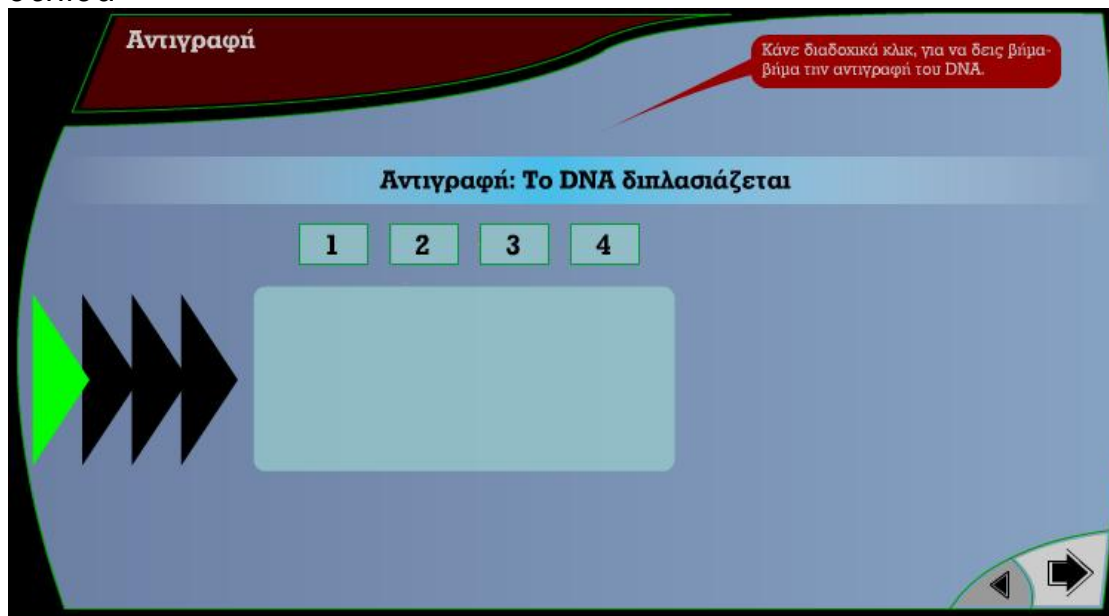 Αντιγραφή
Κάνε διαδοχικά κλικ, για να δεις βήμα-
βήμα την αντιγραφή του DNA.
Αντιγραφή: Το DNA διπλασιάζεται
1 2 3 4